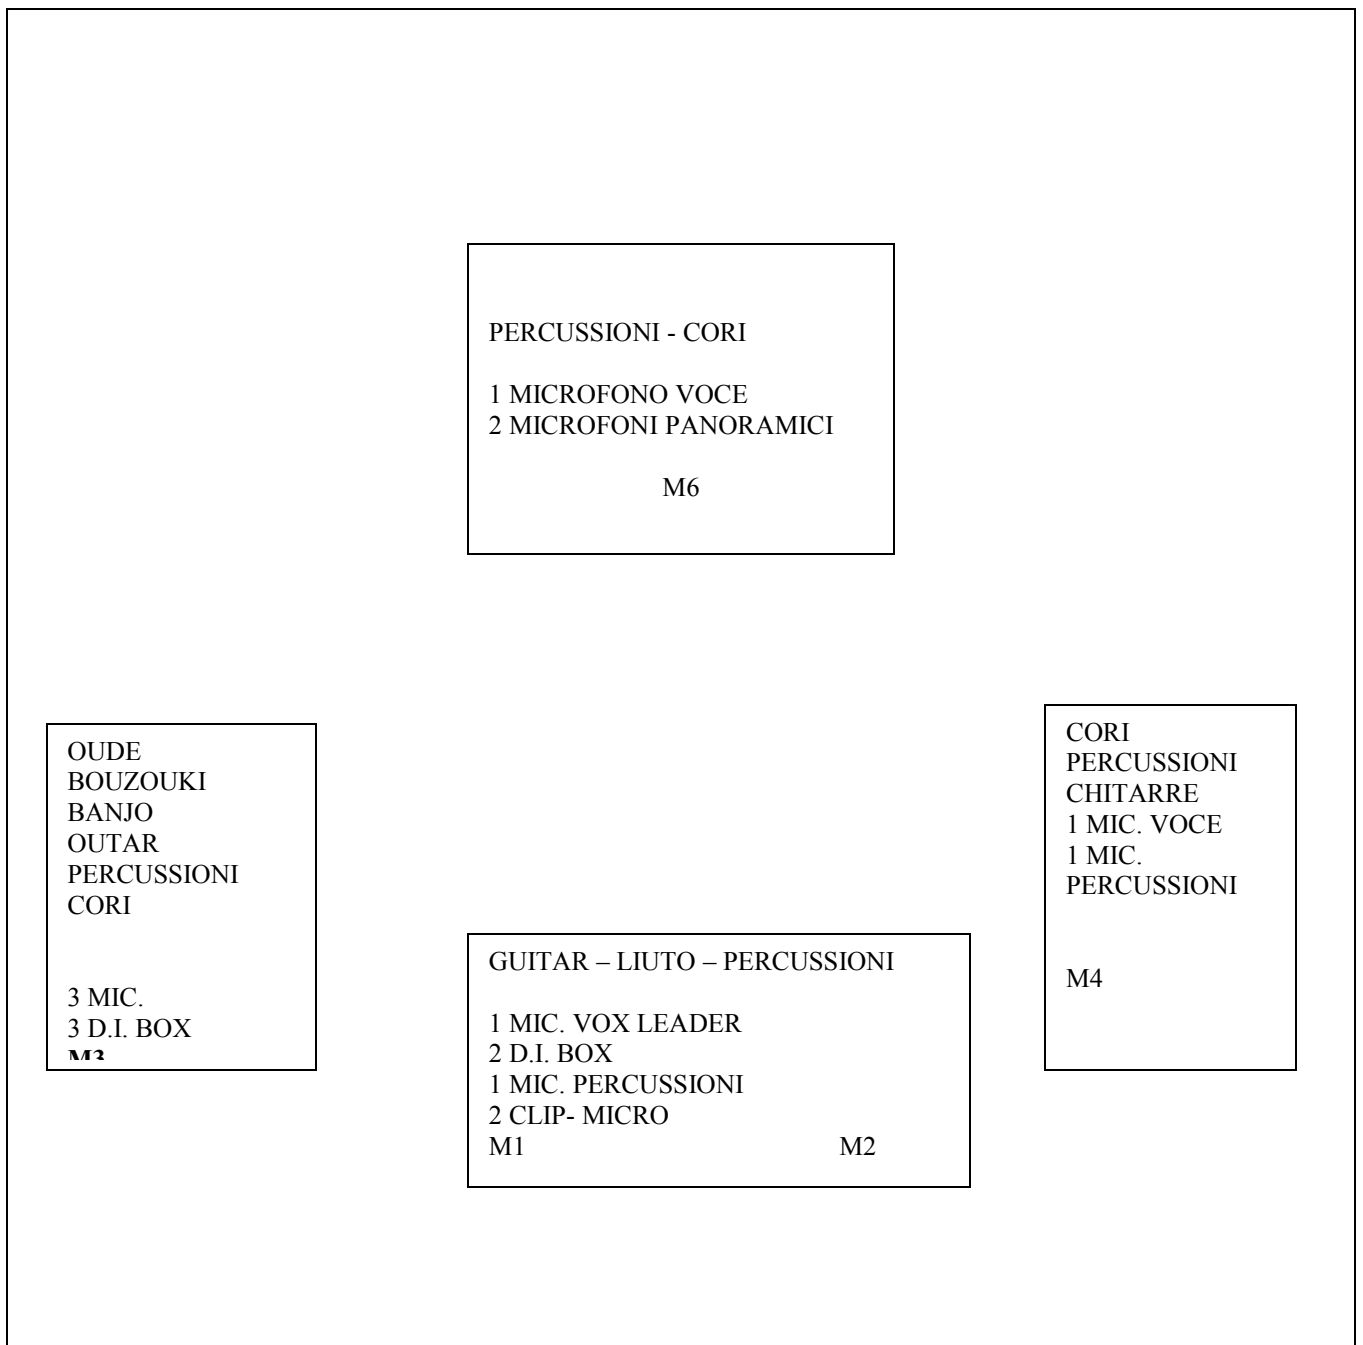 PERCUSSIONI - CORI
1 MICROFONO VOCE
2 MICROFONI PANORAMICI
M6
OUDE
BOUZOUKI
BANJO
OUTAR
PERCUSSIONI
CORI
3 MIC.
3 D.I. BOX
M3
GUITAR – LIUTO – PERCUSSIONI
1 MIC. VOX LEADER
2 D.I. BOX
1 MIC. PERCUSSIONI
2 CLIP- MICRO
M1 M2
CORI
PERCUSSIONI
CHITARRE
1 MIC. VOCE
1 MIC.
PERCUSSIONI
M4